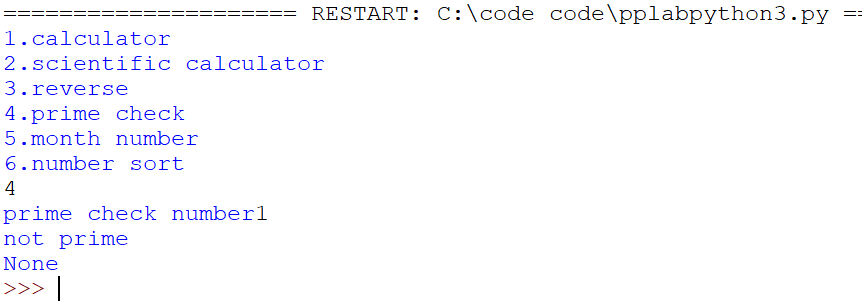 ===================== RESTART: C:\code code\pplabpython3.py ==
1.calculator
2.scientific calculator
3.reverse
4.prime check
5.month number
6.number sort
4
prime check number1
not prime
None
>>>